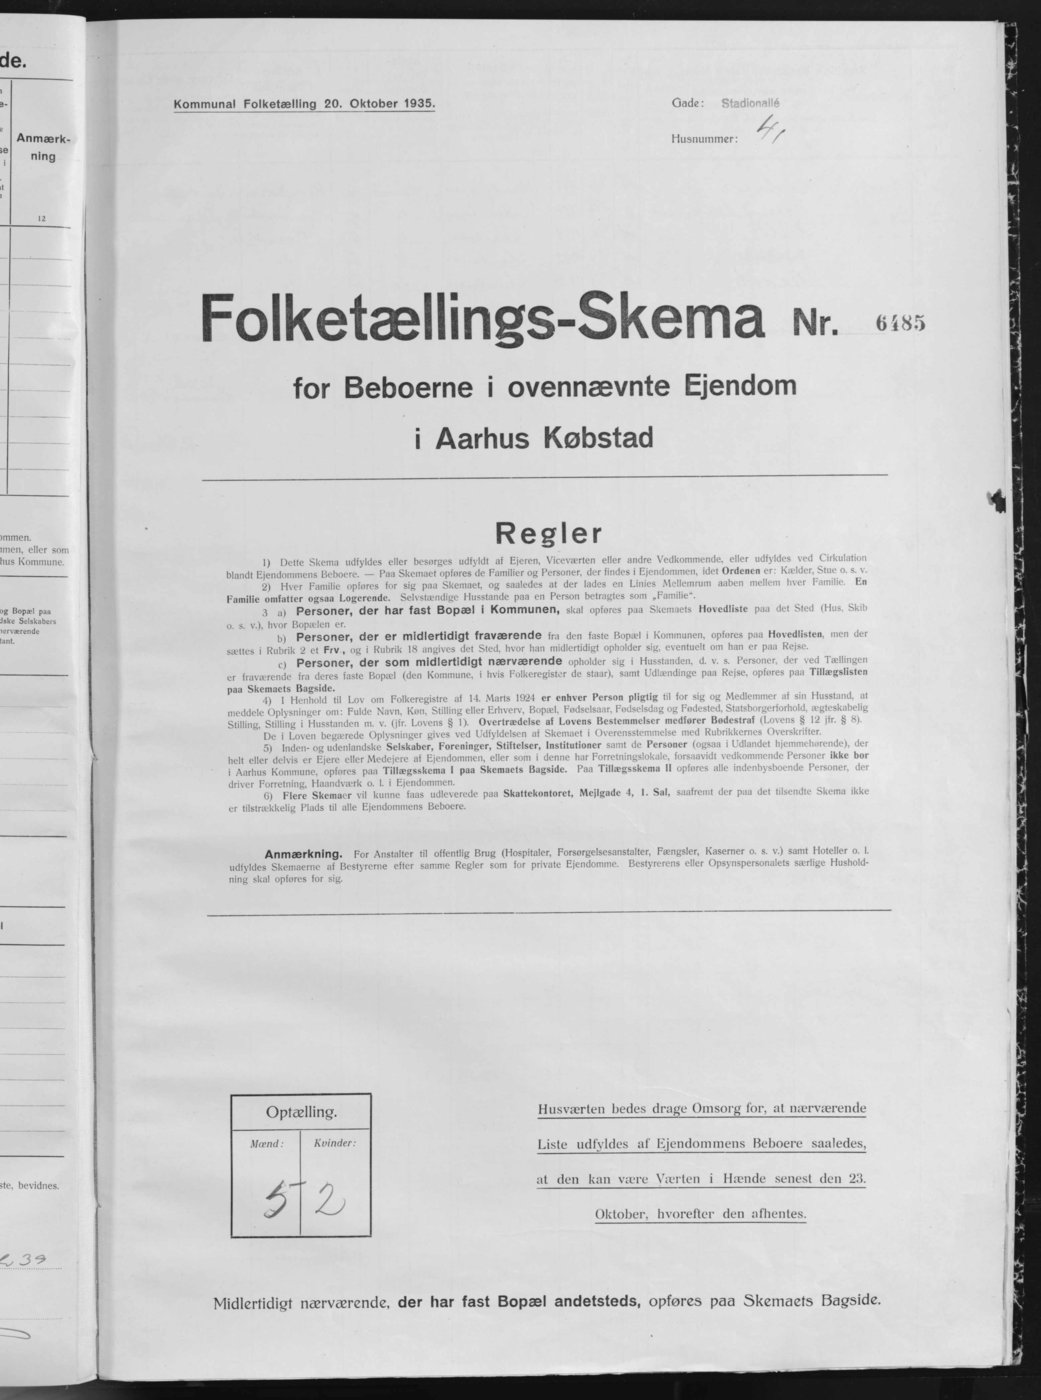 de.
Anmærk-
ning
12
ommen.
mmen, eller som
hus Kommune.
og Bopæl paa
dske Selskabers
nerværende
tant.
ste, bevidnes.
39
Kommunal Folketælling 20. Oktober 1935.
Gade: Stadionallé
Husnummer: 4,
Folketællings-Skema Nr. 6485
for Beboerne i ovennævnte Ejendom
i Aarhus Købstad
Regler
1) Dette Skema udfyldes eller besørges udfyldt af Ejeren, Viceværten eller andre Vedkommende, eller udfyldes ved Cirkulation
blandt Ejendommens Beboere. — Paa Skemaet opføres de Familier og Personer, der findes i Ejendommen, idet Ordenen er: Kælder, Stue o. s. v.
2) Hver Familie opføres for sig paa Skemaet, og saaledes at der lades en Linies Mellemrum aaben mellem hver Familie. En
Familie omfatter ogsaa Logerende. Selvstændige Husstande paa en Person betragtes som „Familie“.
3 a) Personer, der har fast Bopæl i Kommunen, skal opføres paa Skemaets Hovedliste paa det Sted (Hus, Skib
o. s. v.), hvor Bopælen er.
b) Personer, der er midlertidigt fraværende fra den faste Bopæl i Kommunen, opføres paa Hovedlisten, men der
sættes i Rubrik 2 et Frv., og i Rubrik 18 angives det Sted, hvor han midlertidigt opholder sig, eventuelt om han er paa Rejse.
c) Personer, der som midlertidigt nærværende opholder sig i Husstanden, d. v. s. Personer, der ved Tællingen
er fraværende fra deres faste Bopæl (den Kommune, i hvis Folkeregister de staar), samt Udlændinge paa Rejse, opføres paa Tillægslisten
paa Skemaets Bagside.
4) I Henhold til Lov om Folkeregistre af 14. Marts 1924 er enhver Person pligtig til for sig og Medlemmer af sin Husstand, at
meddele Oplysninger om: Fulde Navn, Køn, Stilling eller Erhverv, Bopæl, Fødselsaar, Fødselsdag og Fødested, Statsborgerforhold, ægteskabelig
Stilling, Stilling i Husstanden m. v. (jfr. Lovens § 1). Overtrædelse af Lovens Bestemmelser medfører Bødestraf (Lovens § 12 jfr. § 8).
De i Loven begærede Oplysninger gives ved Udfyldelsen af Skemaet i Overensstemmelse med Rubrikkernes Overskrifter.
5) Inden- og udenlandske Selskaber, Foreninger, Stiftelser, Institutioner samt de Personer (ogsaa i Udlandet hjemmehørende), der
helt eller delvis er Ejere eller Medejere af Ejendommen, eller som i denne har Forretningslokale, forsaavidt vedkommende Personer ikke bor
i Aarhus Kommune, opføres paa Tillægsskema I paa Skemaets Bagside. Paa Tillægsskema II opføres alle indenbysboende Personer, der
driver Forretning, Haandværk o. l. i Ejendommen.
6) Flere Skemaer vil kunne faas udleverede paa Skattekontoret, Mejlgade 4, 1. Sal, saafremt der paa det tilsendte Skema ikke
er tilstrækkelig Plads til alle Ejendommens Beboere.
Anmærkning. For Anstalter til offentlig Brug (Hospitaler, Forsørgelsesanstalter, Fængsler, Kaserner o. s. v.) samt Hoteller o. l.
udfyldes Skemaerne af Bestyrerne efter samme Regler som for private Ejendomme. Bestyrerens eller Opsynspersonalets særlige Hushold-
ning skal opføres for sig.
Optælling.
Mænd: Kvinder:
5 2
Husværten bedes drage Omsorg for, at nærværende
Liste udfyldes af Ejendommens Beboere saaledes,
at den kan være Værten i Hænde senest den 23.
Oktober, hvorefter den afhentes.
Midlertidigt nærværende, der har fast Bopæl andetsteds, opføres paa Skemaets Bagside.